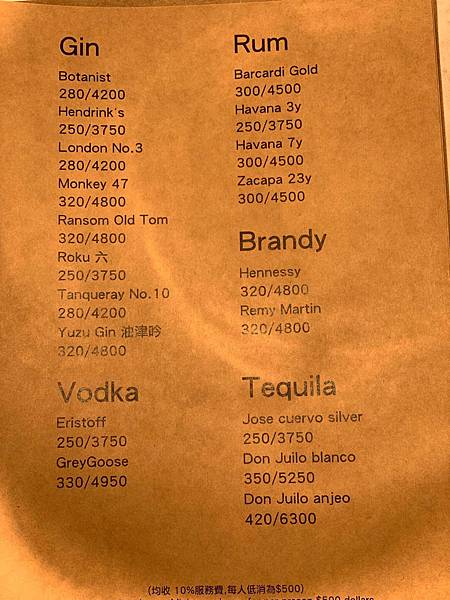 Gin
Botanist
280/4200
Hendrink's
250/3750
London No.3
280/4200
Monkey 47
320/4800
Ransom Old Tom
320/4800
Roku 六
250/3750
Tanqueray No.10
280/4200
Yuzu Gin 油津吟
320/4800
Vodka
Eristoff
250/3750
GreyGoose
330/4950
Rum
Barcardi Gold
300/4500
Havana 3y
250/3750
Havana 7y
300/4500
Zacapa 23y
300/4500
Brandy
Hennessy
320/4800
Remy Martin
320/4800
Tequila
Jose cuervo silver
250/3750
Don Juilo blanco
350/5250
Don Juilo anjeo
420/6300
(均收 10%服務費,每人低消為$500)
$500 dollars